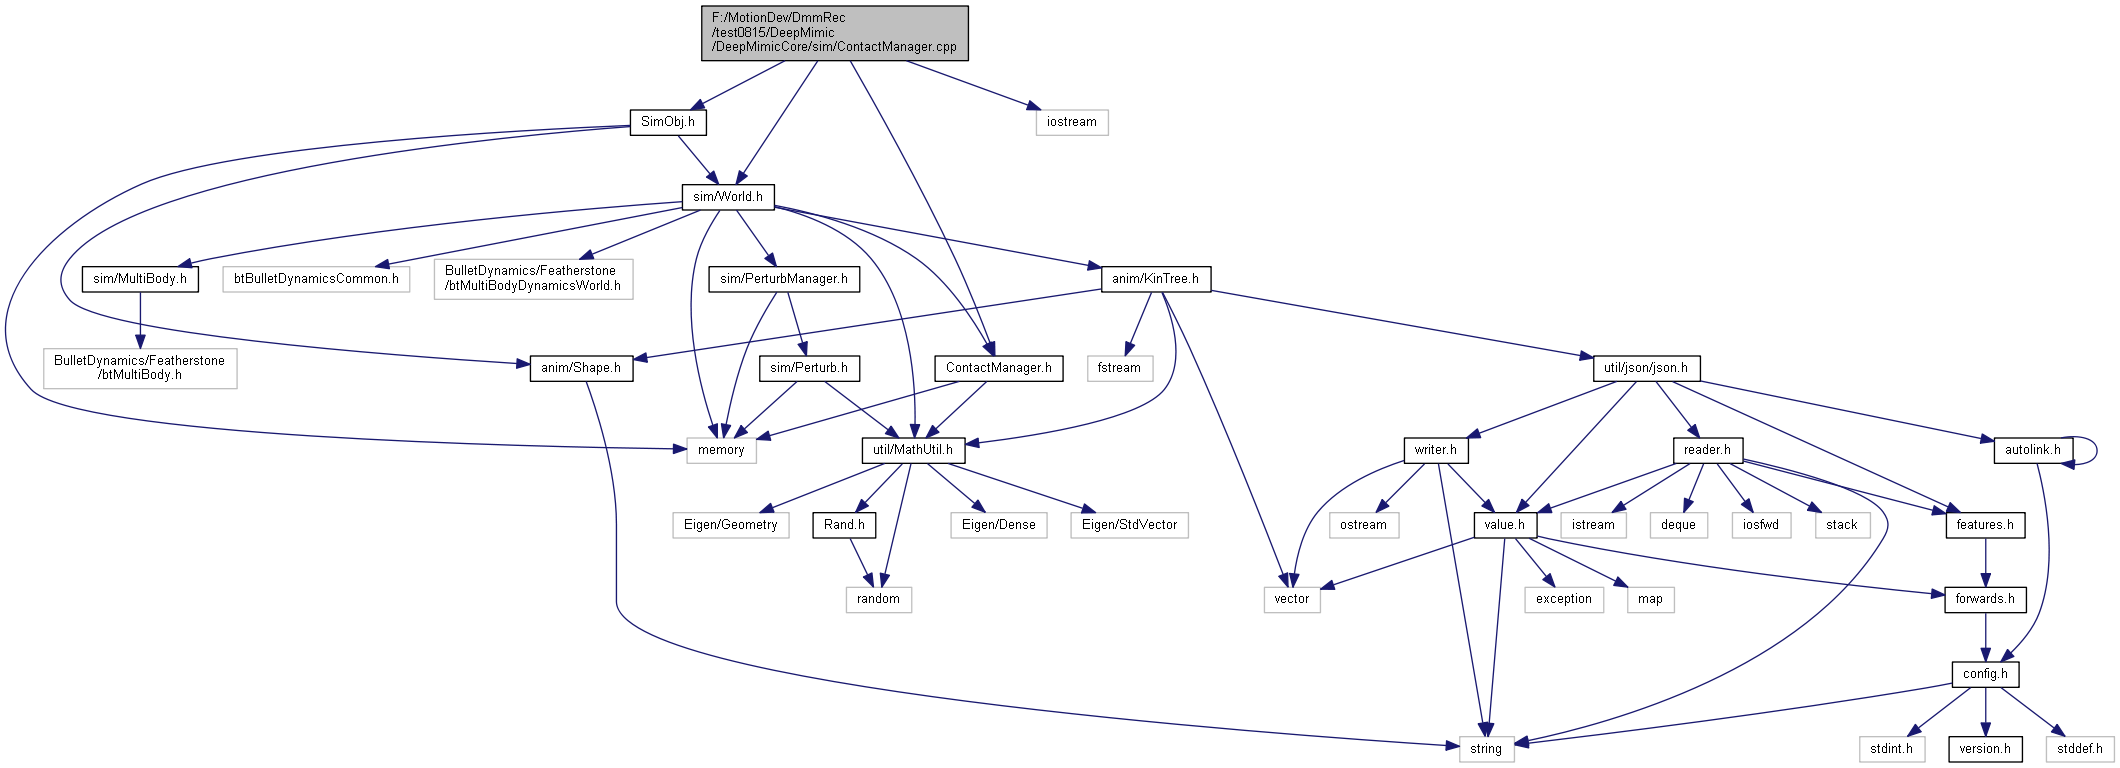 F:/MotionDev/DmmRec
/test0815/DeepMimic
/DeepMimicCore/sim/ContactManager.cpp
SimObj.h
iostream
sim/World.h
sim/MultiBody.h
btBulletDynamicsCommon.h
BulletDynamics/Featherstone
/btMultiBodyDynamicsWorld.h
sim/PerturbManager.h
anim/KinTree.h
BulletDynamics/Featherstone
/btMultiBody.h
anim/Shape.h
sim/Perturb.h
ContactManager.h
fstream
util/json/json.h
memory
util/MathUtil.h
writer.h
reader.h
autolink.h
Eigen/Geometry
Rand.h
Eigen/Dense
Eigen/StdVector
ostream
value.h
istream
deque
iosfwd
stack
features.h
random
vector
exception
map
forwards.h
config.h
string
stdint.h
version.h
stddef.h